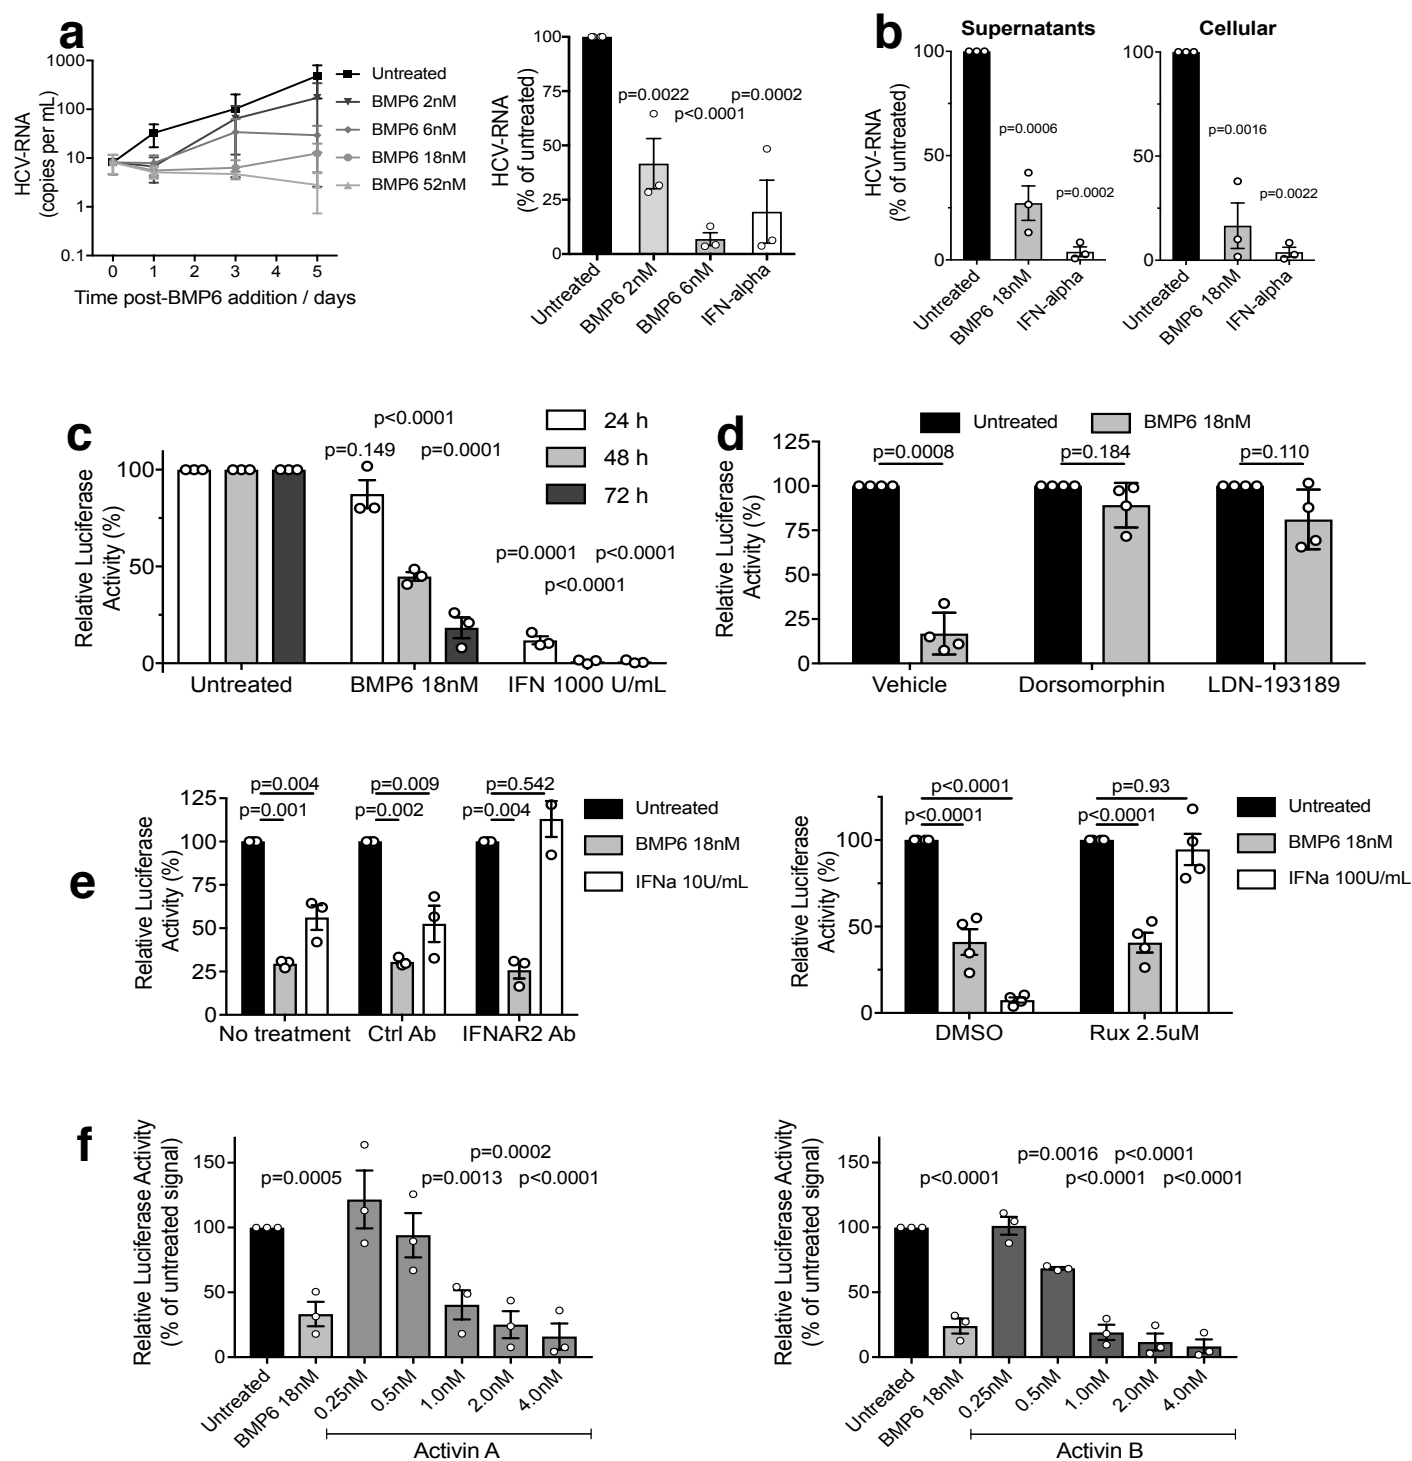 a
HCV-RNA
(copies per mL)
1000
100
10
1
0.1
0 1 2 3 4 5
Time post-BMP6 addition / days
Untreated
BMP6 2nM
BMP6 6nM
BMP6 18nM
BMP6 52nM
HCV-RNA
(% of untreated)
100
75
50
25
0
p=0.0022 p=0.0002
p<0.0001
Untreated
BMP6 2nM
BMP6 6nM
IFN-alpha
b
Supernatants
HCV-RNA
(% of untreated)
100
50
0
p=0.0006
p=0.0002
Untreated
BMP6 18nM
IFN-alpha
Cellular
100
50
0
p=0.0016
p=0.0022
Untreated
BMP6 18nM
IFN-alpha
c
Relative Luciferase
Activity (%)
100
50
0
p<0.0001
p=0.149 p=0.0001
p=0.0001 p<0.0001
p<0.0001
24 h
48 h
72 h
Untreated BMP6 18nM IFN 1000 U/mL
d
Untreated BMP6 18nM
Relative Luciferase
Activity (%)
125
100
75
50
25
0
p=0.0008 p=0.184 p=0.110
Vehicle Dorsomorphin LDN-193189
e
Relative Luciferase
Activity (%)
125
100
75
50
25
0
p=0.004 p=0.009 p=0.542
p=0.001 p=0.002 p=0.004
Untreated
BMP6 18nM
IFNa 10U/mL
No treatment Ctrl Ab IFNAR2 Ab
Relative Luciferase
Activity (%)
100
50
0
p<0.0001 p=0.93
p<0.0001 p<0.0001
Untreated
BMP6 18nM
IFNa 100U/mL
DMSO Rux 2.5uM
f
Relative Luciferase Activity
(% of untreated signal)
150
100
50
0
p=0.0002
p=0.0005 p=0.0013 p<0.0001
Untreated
BMP6 18nM
0.25nM
0.5nM
1.0nM
2.0nM
4.0nM
Activin A
Relative Luciferase Activity
(% of untreated signal)
150
100
50
0
p=0.0016 p<0.0001
p<0.0001 p<0.0001 p<0.0001
Untreated
BMP6 18nM
0.25nM
0.5nM
1.0nM
2.0nM
4.0nM
Activin B